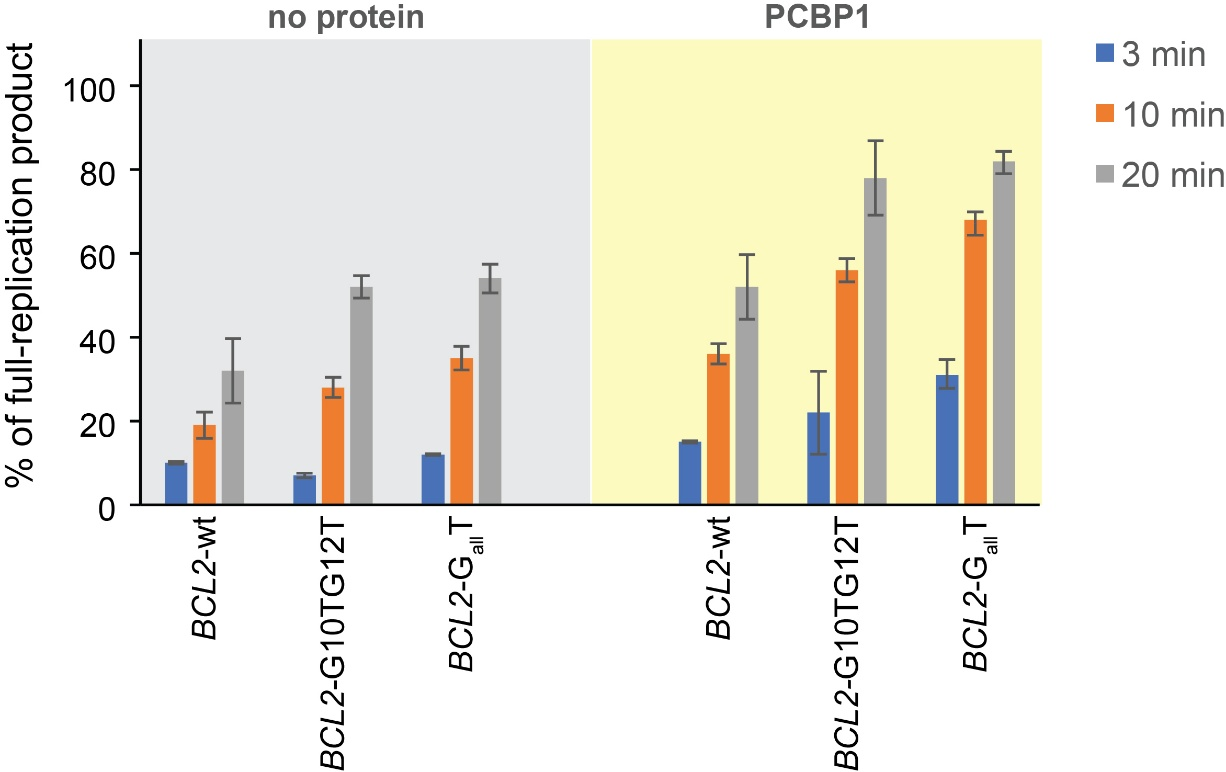 no protein
PCBP1
% of full-replication product
100
80
60
40
20
0
3 min
10 min
20 min
BCL2-wt
BCL2-G10TG12T
BCL2-GallT
BCL2-wt
BCL2-G10TG12T
BCL2-GallT